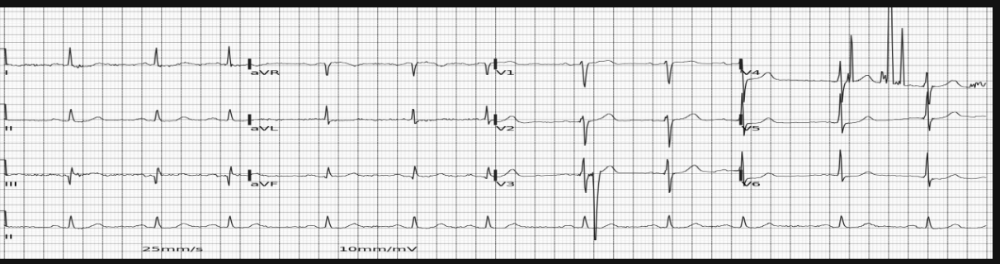 I aVR V1 V4
II aVL V2 V5
III aVF V3 V6
II
25mm/s 10mm/mV